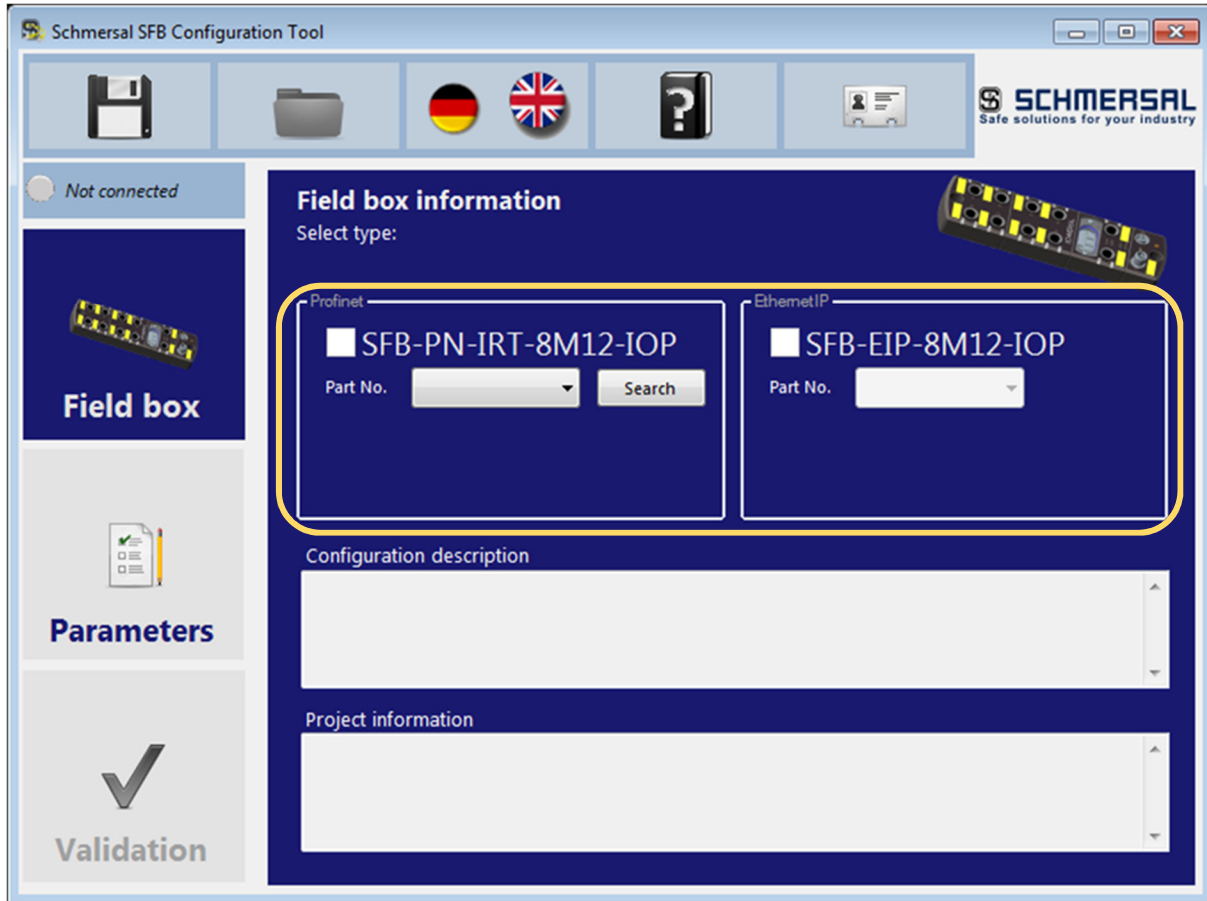 Schmersal SFB Configuration Tool
SCHMERSAL
Safe solutions for your industry
Not connected
Field box information
Select type:
Profinet
EthernetIP
SFB-PN-IRT-8M12-IOP
SFB-EIP-8M12-IOP
Part No.
Search
Part No.
Field box
Configuration description
Parameters
Project information
Validation